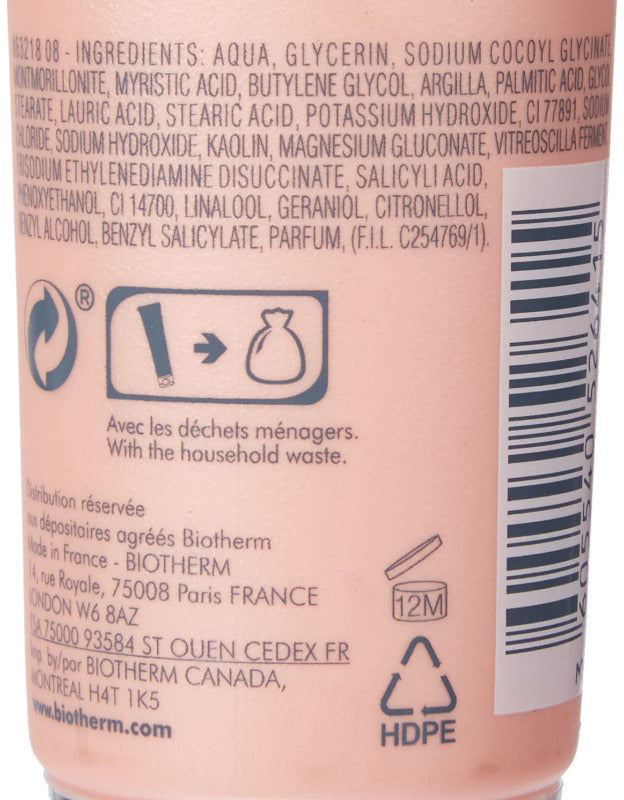 863218 08 - INGREDIENTS: AQUA, GLYCERIN, SODIUM COCOYL GLYCINATE
MONTMORILLONITE, MYRISTIC ACID, BUTYLENE GLYCOL, ARGILLA, PALMITIC ACID, GLYCOL
STEARATE, LAURIC ACID, STEARIC ACID, POTASSIUM HYDROXIDE, CI 77891, SODIUM
CHLORIDE, SODIUM HYDROXIDE, KAOLIN, MAGNESIUM GLUCONATE, VITREOSCILLA FERMENT
TRISODIUM ETHYLENEDIAMINE DISUCCINATE, SALICYLIC ACID,
PHENOXYETHANOL, CI 14700, LINALOOL, GERANIOL, CITRONELLOL,
BENZYL ALCOHOL, BENZYL SALICYLATE, PARFUM, (F.I.L. C254769/1).
®
Avec les déchets ménagers.
With the household waste.
Distribution réservée
aux dépositaires agréés Biotherm
Made in France - BIOTHERM
14, rue Royale, 75008 Paris FRANCE
LONDON W6 8AZ
USA 75000 93584 ST OUEN CEDEX FR
Imp. by/par BIOTHERM CANADA,
MONTREAL H4T 1K5
www.biotherm.com
12M
HDPE